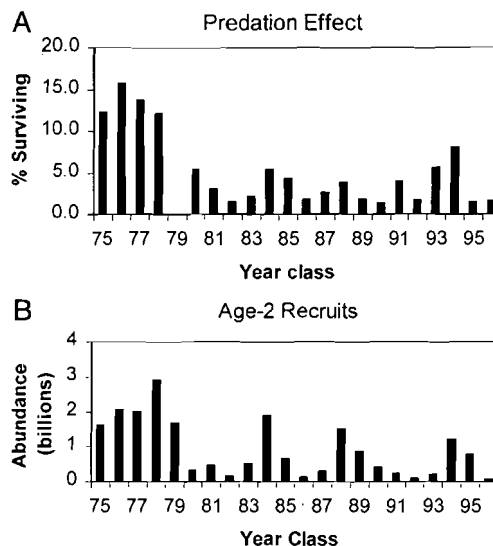 A
Predation Effect
% Surviving
20.0
15.0
10.0
5.0
0.0
75 77 79 81 83 85 87 89 91 93 95
Year class
B
Age-2 Recruits
Abundance
(billions)
4
3
2
1
0
75 77 79 81 83 85 87 89 91 93 95
Year Class